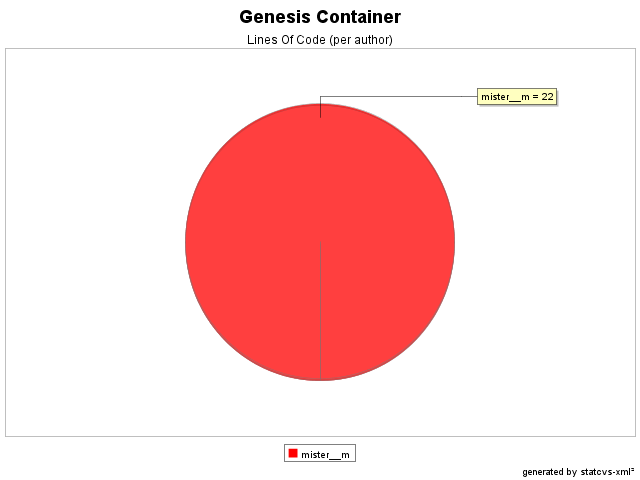 Genesis Container
Lines Of Code (per author)
mister__m = 22
mister__m
generated by statcvs-xml²